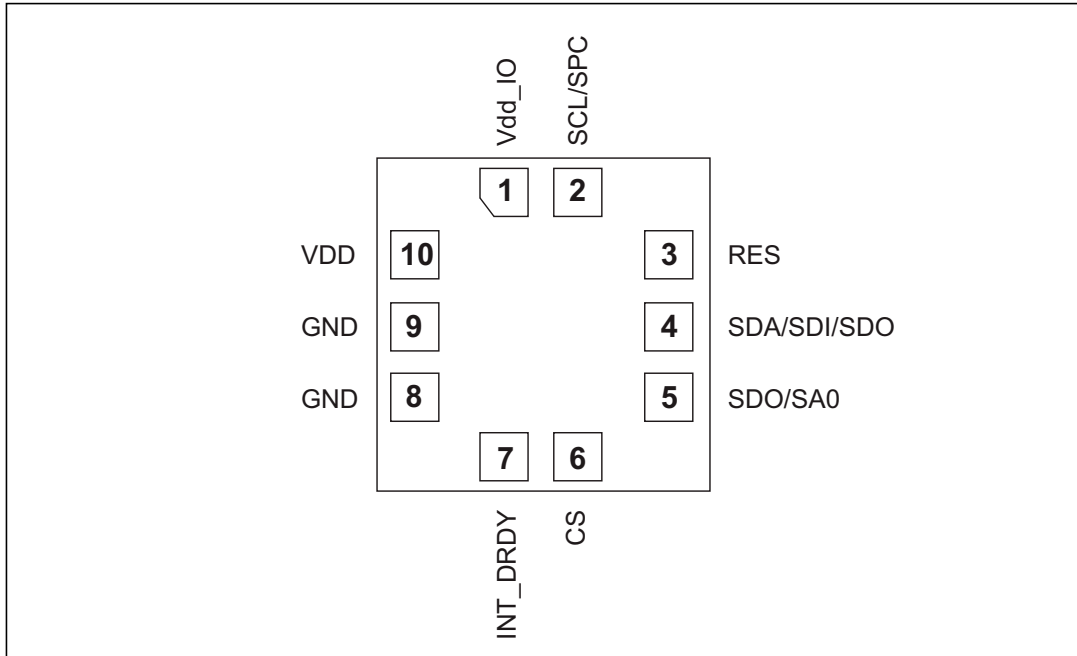 Vdd_IO
SCL/SPC
1
2
VDD
10
3
RES
GND
9
4
SDA/SDI/SDO
GND
8
5
SDO/SA0
7
6
INT_DRDY
CS